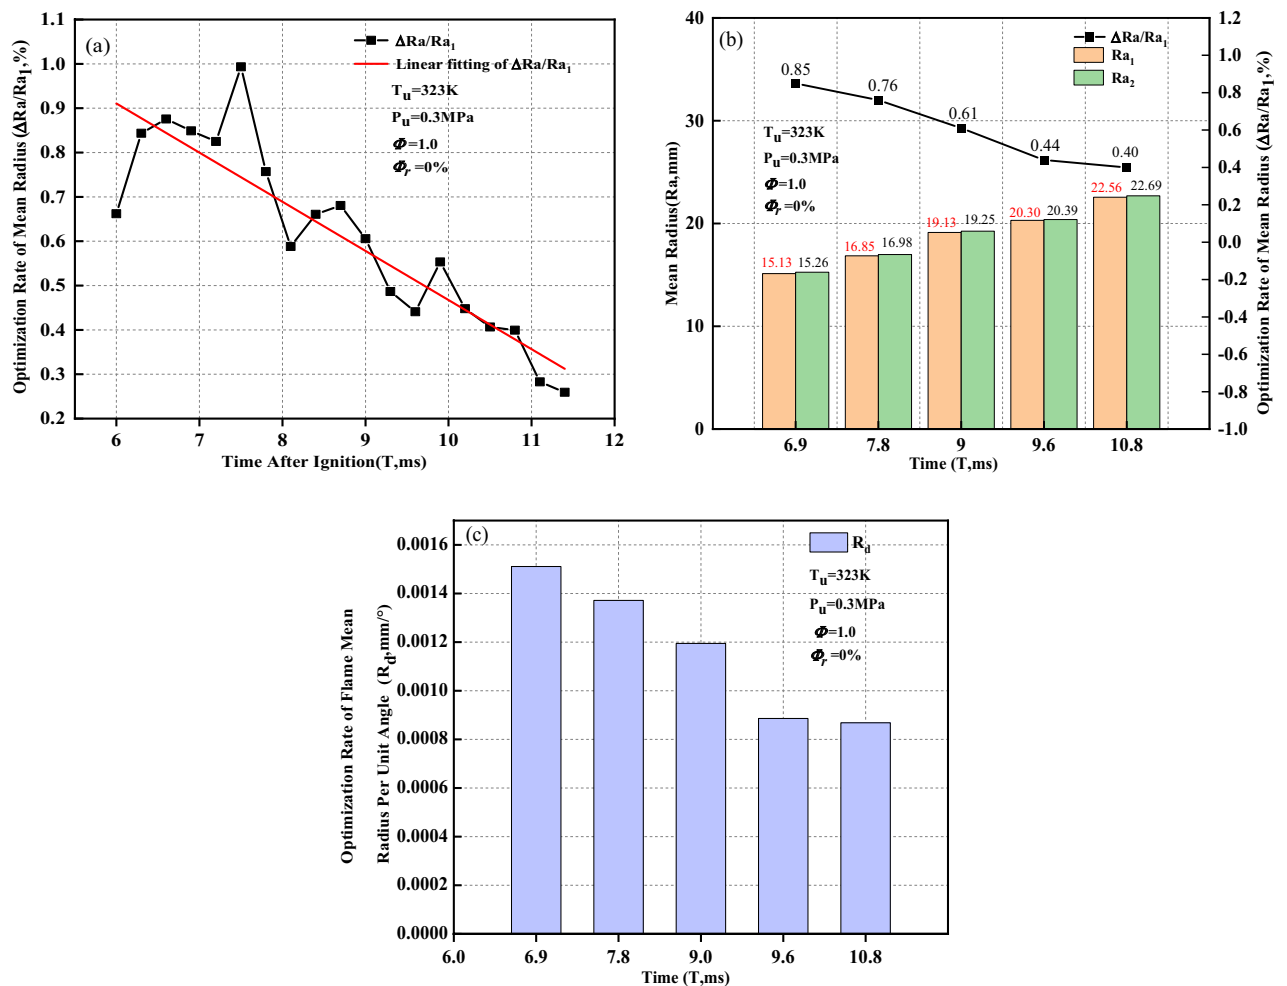 (a)
ΔRa/Ra₁
Linear fitting of ΔRa/Ra₁
Tᵤ=323K
Pᵤ=0.3MPa
Φ=1.0
Φᵣ=0%
Optimization Rate of Mean Radius (ΔRa/Ra₁,%)
1.1
1.0
0.9
0.8
0.7
0.6
0.5
0.4
0.3
0.2
6 7 8 9 10 11 12
Time After Ignition(T,ms)
(b)
ΔRa/Ra₁
Ra₁
Ra₂
Tᵤ=323K
Pᵤ=0.3MPa
Φ=1.0
Φᵣ=0%
Mean Radius(Ra,mm)
40
30
20
10
0
0.85
0.76
0.61
0.44
0.40
15.13 15.26
16.85 16.98
19.13 19.25
20.30 20.39
22.56 22.69
6.9 7.8 9 9.6 10.8
Time (T,ms)
1.2
1.0
0.8
0.6
0.4
0.2
0.0
-0.2
-0.4
-0.6
-0.8
-1.0
Optimization Rate of Mean Radius (ΔRa/Ra₁,%)
(c)
R_d
Tᵤ=323K
Pᵤ=0.3MPa
Φ=1.0
Φᵣ=0%
Optimization Rate of Flame Mean
Radius Per Unit Angle (R_d,mm/°)
0.0016
0.0014
0.0012
0.0010
0.0008
0.0006
0.0004
0.0002
0.0000
6.0 6.9 7.8 9.0 9.6 10.8
Time (T,ms)